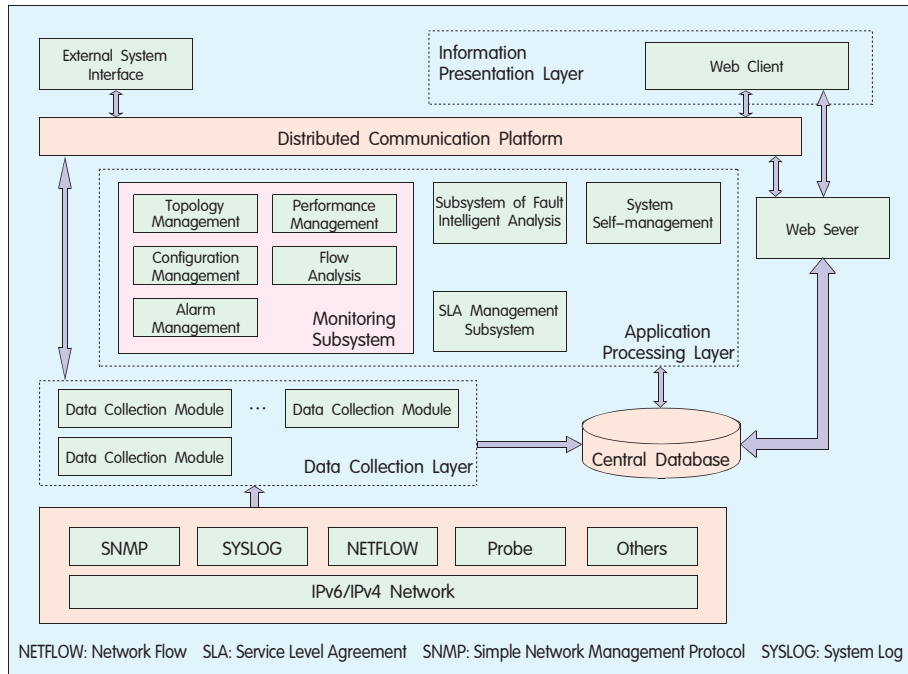 External System
Interface
Information
Presentation Layer
Web Client
Distributed Communication Platform
Topology
Management
Performance
Management
Subsystem of Fault
Intelligent Analysis
System
Self-management
Web Sever
Configuration
Management
Flow
Analysis
Alarm
Management
Monitoring
Subsystem
SLA Management
Subsystem
Application
Processing Layer
Data Collection Module
...
Data Collection Module
Data Collection Module
Data Collection Layer
Central Database
SNMP
SYSLOG
NETFLOW
Probe
Others
IPv6/IPv4 Network
NETFLOW: Network Flow SLA: Service Level Agreement SNMP: Simple Network Management Protocol SYSLOG: System Log